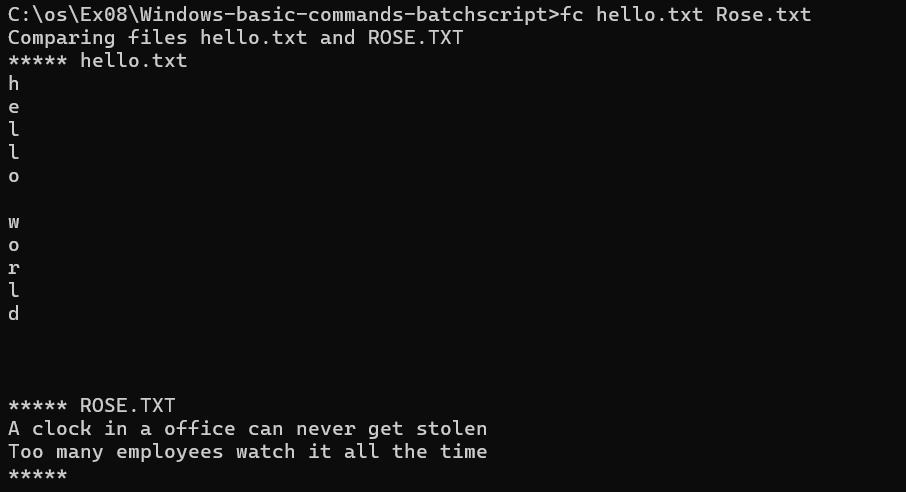 C:\os\Ex08\Windows-basic-commands-batchscript>fc hello.txt Rose.txt
Comparing files hello.txt and ROSE.TXT
***** hello.txt
h
e
l
l
o

w
o
r
l
d



***** ROSE.TXT
A clock in a office can never get stolen
Too many employees watch it all the time
*****